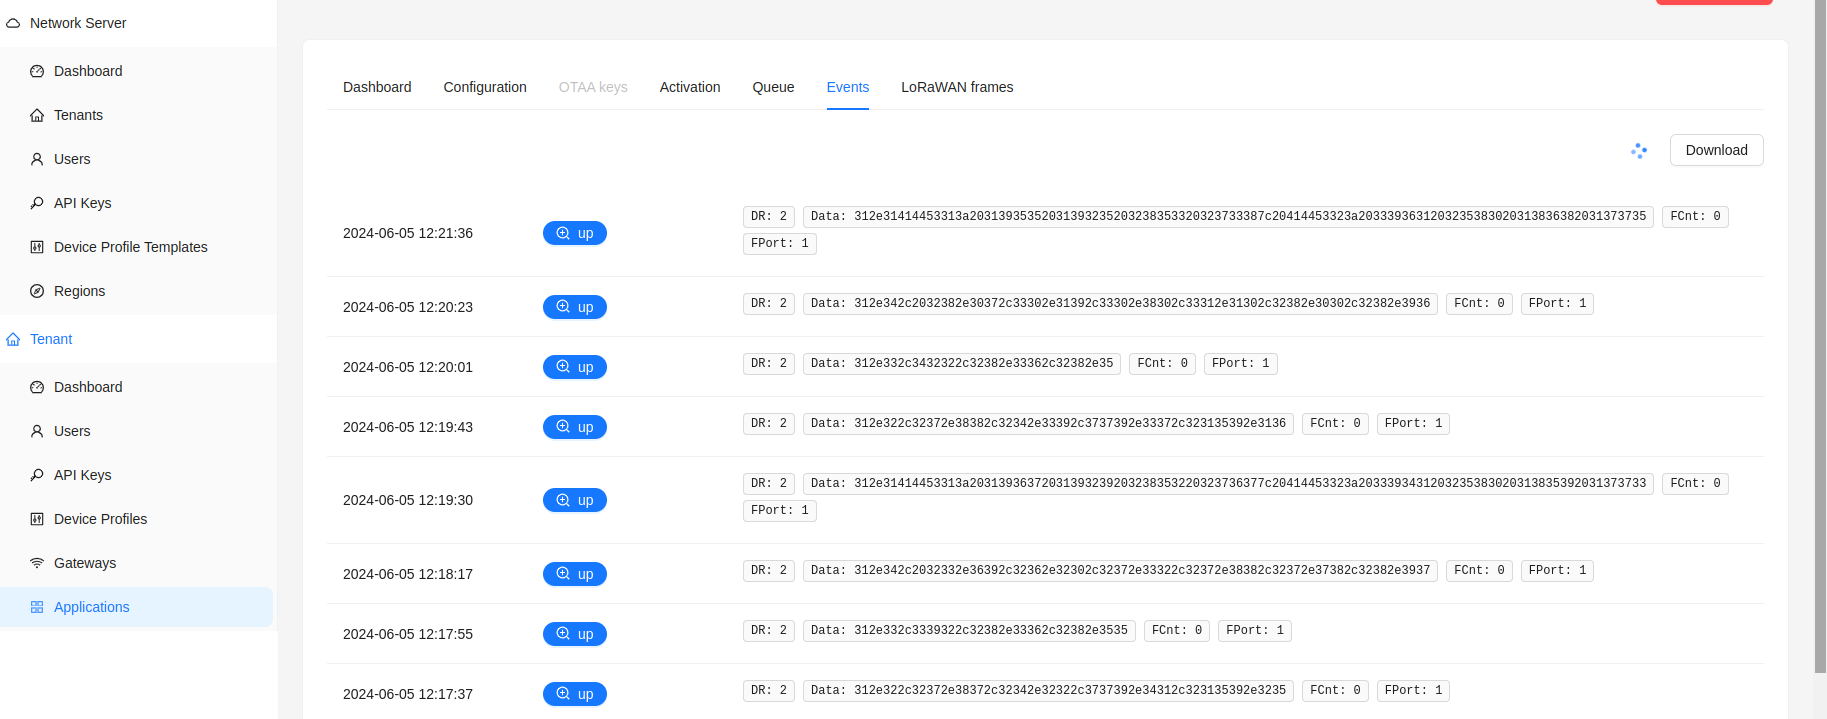 Network Server
Dashboard
Tenants
Users
API Keys
Device Profile Templates
Regions
Tenant
Dashboard
Users
API Keys
Device Profiles
Gateways
Applications
Dashboard Configuration OTAA keys Activation Queue Events LoRaWAN frames
Download
2024-06-05 12:21:36 up DR: 2 Data: 312e31414453313a2031393535203139323520323835332032373338​7c20414453323a20333936312032353830203138363820​31373735 FCnt: 0
FPort: 1
2024-06-05 12:20:23 up DR: 2 Data: 312e342c2032382e30372c33302e31392c33302e38302c33312e31302c32382e30302c32382e3936 FCnt: 0 FPort: 1
2024-06-05 12:20:01 up DR: 2 Data: 312e332c3432322c32382e33362c32382e35 FCnt: 0 FPort: 1
2024-06-05 12:19:43 up DR: 2 Data: 312e322c32372e38382c32342e33392c3737392e33372c323135392e3136 FCnt: 0 FPort: 1
2024-06-05 12:19:30 up DR: 2 Data: 312e31414453313a20313936372031393239203238353220323736377c20414453323a2033393431203235383020313835392031373733 FCnt: 0
FPort: 1
2024-06-05 12:18:17 up DR: 2 Data: 312e342c2032332e36392c32362e32302c32372e33322c32372e38382c32372e37382c32382e3937 FCnt: 0 FPort: 1
2024-06-05 12:17:55 up DR: 2 Data: 312e332c3339322c32382e33362c32382e3535 FCnt: 0 FPort: 1
2024-06-05 12:17:37 up DR: 2 Data: 312e322c32372e38372c32342e32322c3737392e34312c323135392e3235 FCnt: 0 FPort: 1